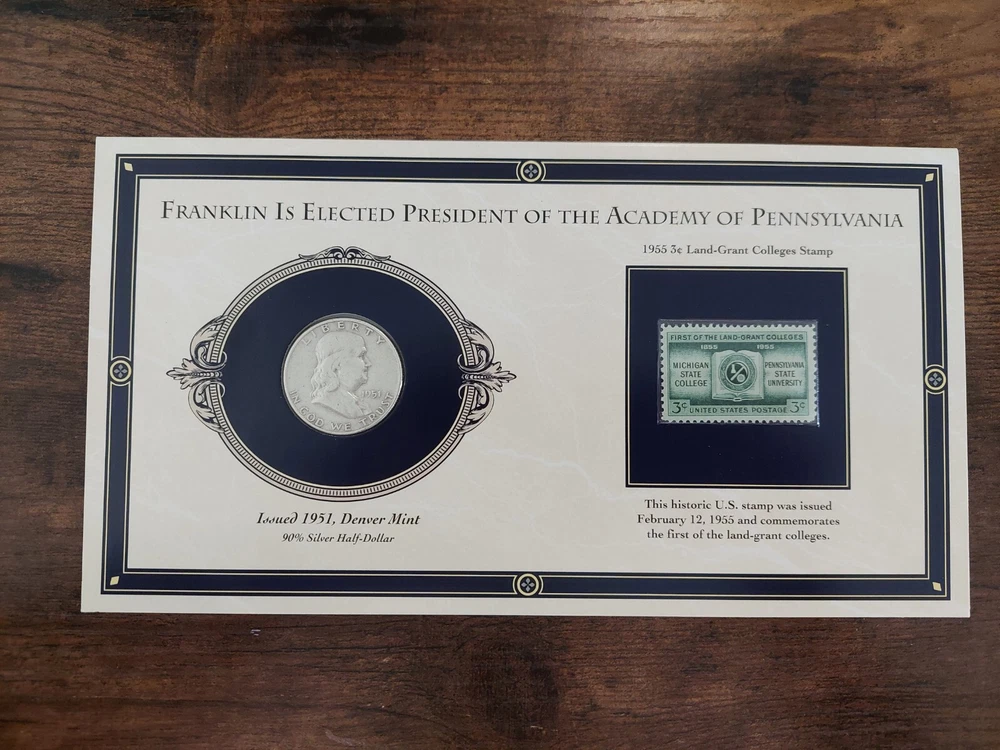 FRANKLIN IS ELECTED PRESIDENT OF THE ACADEMY OF PENNSYLVANIA
LIBERTY
1951
IN GOD WE TRUST
Issued 1951, Denver Mint
90% Silver Half-Dollar
1955 3¢ Land-Grant Colleges Stamp
FIRST OF THE LAND-GRANT COLLEGES
1855 1955
MICHIGAN STATE COLLEGE
PENNSYLVANIA STATE UNIVERSITY
3¢ UNITED STATES POSTAGE 3¢
This historic U.S. stamp was issued
February 12, 1955 and commemorates
the first of the land-grant colleges.